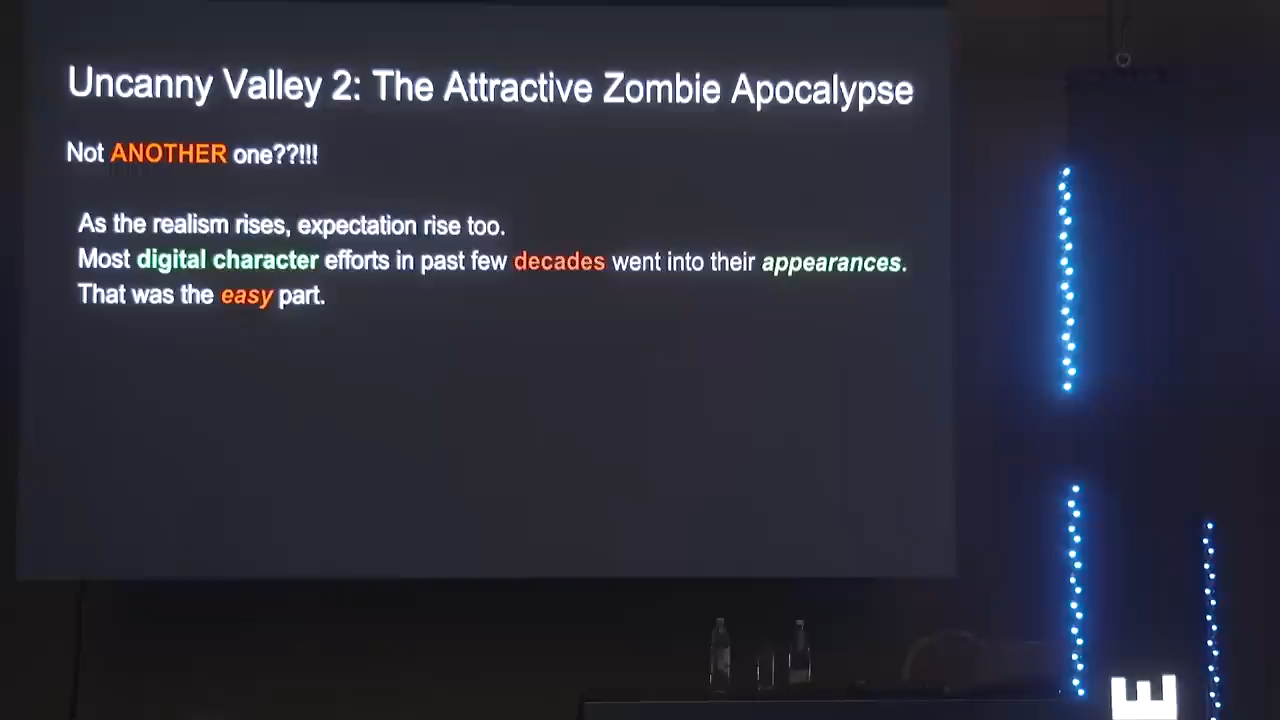 Uncanny Valley 2: The Attractive Zombie Apocalypse
Not ANOTHER one??!!!
As the realism rises, expectation rise too.
Most digital character efforts in past few decades went into their appearances.
That was the easy part.